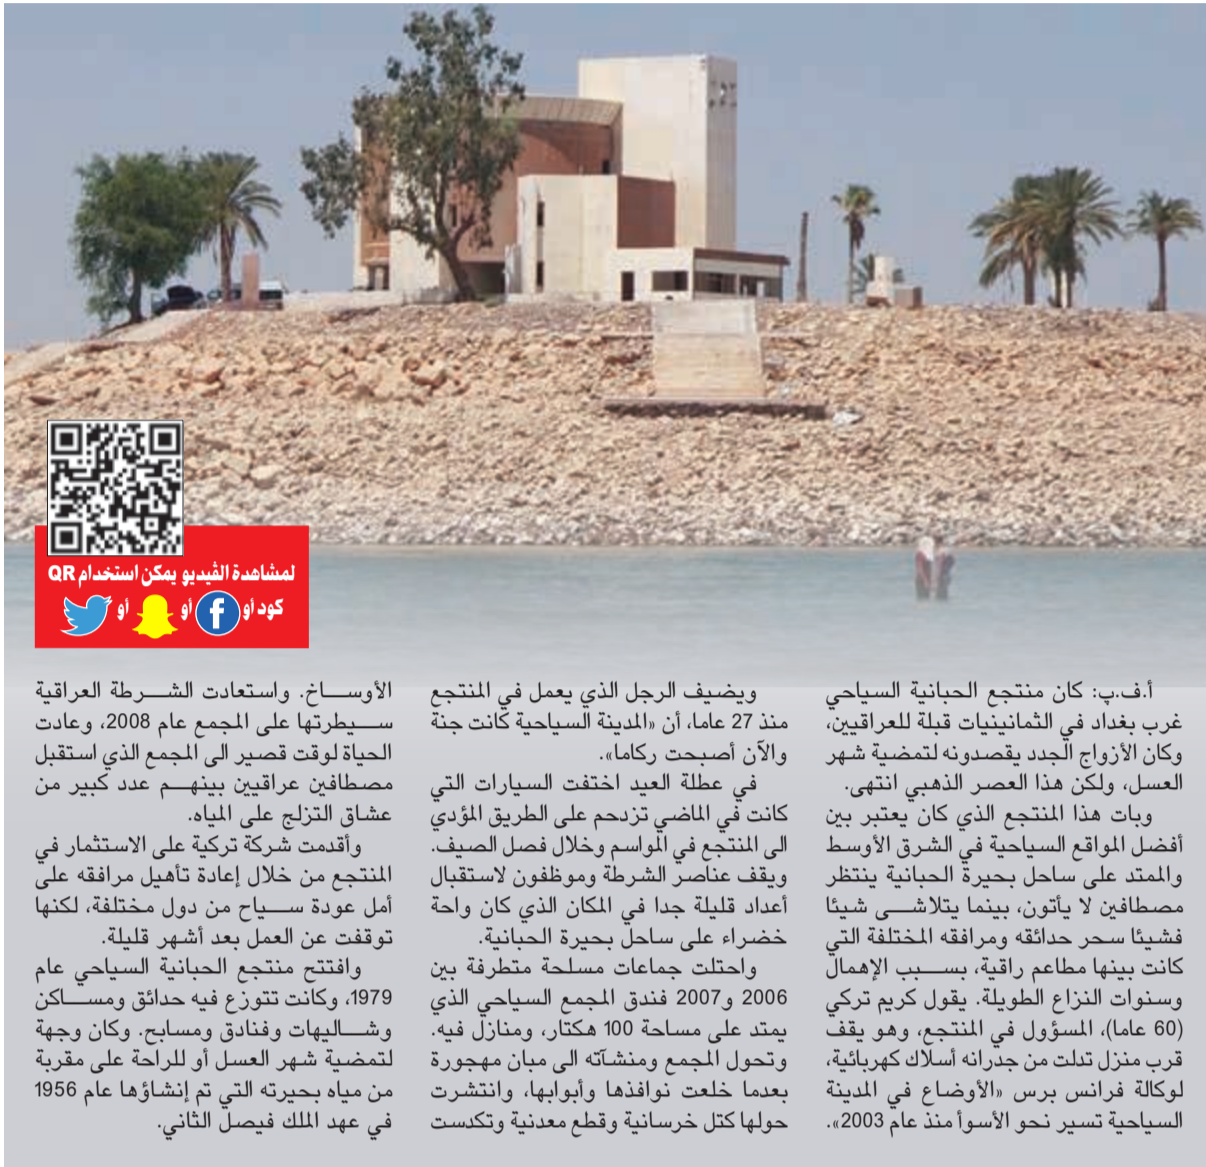 لمشاهدة الڤيديو يمكن استخدام QR
كود أو f أو أو
أ.ف.پ: كان منتجع الحبانية السياحي
غرب بغداد في الثمانينيات قبلة للعراقيين،
وكان الأزواج الجدد يقصدونه لتمضية شهر
العسل، ولكن هذا العصر الذهبي انتهى.
وبات هذا المنتجع الذي كان يعتبر بين
أفضل المواقع السياحية في الشرق الأوسط
والممتد على ساحل بحيرة الحبانية ينتظر
مصطافين لا يأتون، بينما يتلاشى شيئا
فشيئا سحر حدائقه ومرافقه المختلفة التي
كانت بينها مطاعم راقية، بسبب الإهمال
وسنوات النزاع الطويلة. يقول كريم تركي
(60 عاما)، المسؤول في المنتجع، وهو يقف
قرب منزل تدلت من جدرانه أسلاك كهربائية،
لوكالة فرانس برس «الأوضاع في المدينة
السياحية تسير نحو الأسوأ منذ عام 2003».
ويضيف الرجل الذي يعمل في المنتجع
منذ 27 عاما، أن «المدينة السياحية كانت جنة
والآن أصبحت ركاما».
في عطلة العيد اختفت السيارات التي
كانت في الماضي تزدحم على الطريق المؤدي
الى المنتجع في المواسم وخلال فصل الصيف.
ويقف عناصر الشرطة وموظفون لاستقبال
أعداد قليلة جدا في المكان الذي كان واحة
خضراء على ساحل بحيرة الحبانية.
واحتلت جماعات مسلحة متطرفة بين
2006 و2007 فندق المجمع السياحي الذي
يمتد على مساحة 100 هكتار، ومنازل فيه.
وتحول المجمع ومنشآته الى مبان مهجورة
بعدما خلعت نوافذها وأبوابها، وانتشرت
حولها كتل خرسانية وقطع معدنية وتكدست
الأوساخ. واستعادت الشرطة العراقية
سيطرتها على المجمع عام 2008، وعادت
الحياة لوقت قصير الى المجمع الذي استقبل
مصطافين عراقيين بينهم عدد كبير من
عشاق التزلج على المياه.
وأقدمت شركة تركية على الاستثمار في
المنتجع من خلال إعادة تأهيل مرافقه على
أمل عودة سياح من دول مختلفة، لكنها
توقفت عن العمل بعد أشهر قليلة.
وافتتح منتجع الحبانية السياحي عام
1979، وكانت تتوزع فيه حدائق ومساكن
وشاليهات وفنادق ومسابح. وكان وجهة
لتمضية شهر العسل أو للراحة على مقربة
من مياه بحيرته التي تم إنشاؤها عام 1956
في عهد الملك فيصل الثاني.